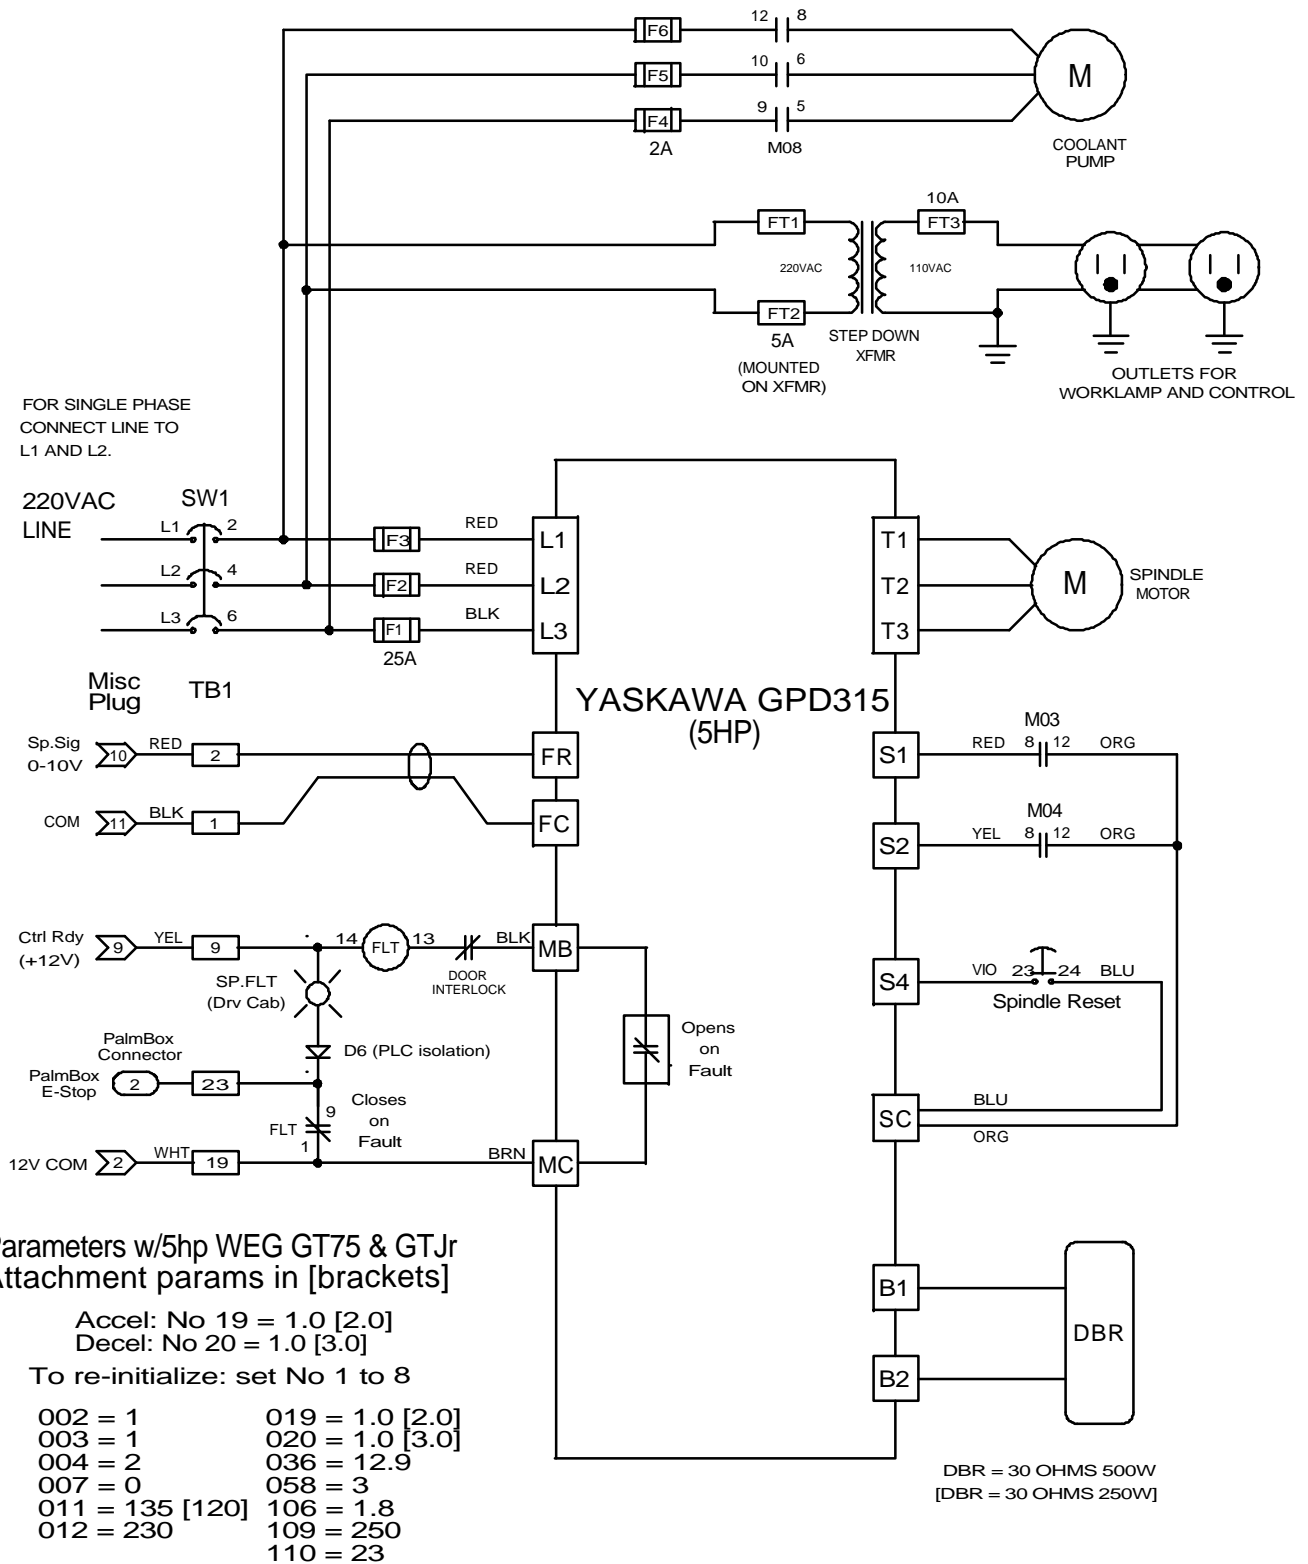 12 8
F6
10 6
F5
M
9 5
F4
2A
M08
COOLANT
PUMP
10A
FT1
FT3
220VAC
110VAC
FT2
5A
STEP DOWN
XFMR
(MOUNTED
ON XFMR)
OUTLETS FOR
WORKLAMP AND CONTROL
FOR SINGLE PHASE
CONNECT LINE TO
L1 AND L2.
220VAC
LINE
SW1
L1 2
F3
RED
L1
L2 4
F2
RED
L2
L3 6
F1
BLK
L3
25A
T1
T2
T3
M
SPINDLE
MOTOR
Misc
Plug
TB1
YASKAWA GPD315
(5HP)
Sp.Sig
0-10V
10
RED
2
FR
COM
11
BLK
1
FC
M03
S1
RED
8 12
ORG
M04
S2
YEL
8 12
ORG
Ctrl Rdy
(+12V)
9
YEL
9
14
FLT
13
BLK
MB
DOOR
INTERLOCK
SP.FLT
(Drv Cab)
S4
VIO
23 24
BLU
Spindle Reset
PalmBox
Connector
D6 (PLC isolation)
PalmBox
E-Stop
2
23
Opens
on
Fault
9
FLT
1
Closes
on
Fault
SC
BLU
ORG
12V COM
2
WHT
19
BRN
MC
Parameters w/5hp WEG GT75 & GTJr
Attachment params in [brackets]
Accel: No 19 = 1.0 [2.0]
Decel: No 20 = 1.0 [3.0]
To re-initialize: set No 1 to 8
002 = 1
003 = 1
004 = 2
007 = 0
011 = 135 [120]
012 = 230
019 = 1.0 [2.0]
020 = 1.0 [3.0]
036 = 12.9
058 = 3
106 = 1.8
109 = 250
110 = 23
B1
B2
DBR
DBR = 30 OHMS 500W
[DBR = 30 OHMS 250W]